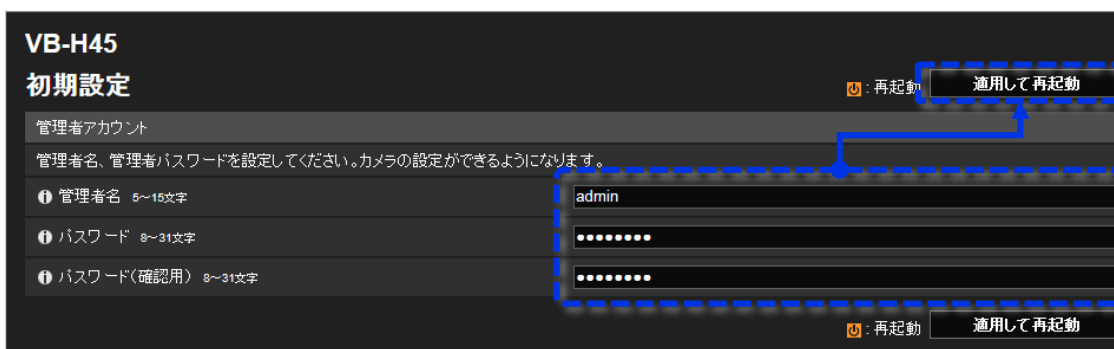 VB-H45
初期設定
：再起動 適用して再起動
管理者アカウント
管理者名、管理者パスワードを設定してください。カメラの設定ができるようになります。
管理者名 5～15文字 admin
パスワード 8～31文字 ●●●●●●●●
パスワード（確認用） 8～31文字 ●●●●●●●●
：再起動 適用して再起動